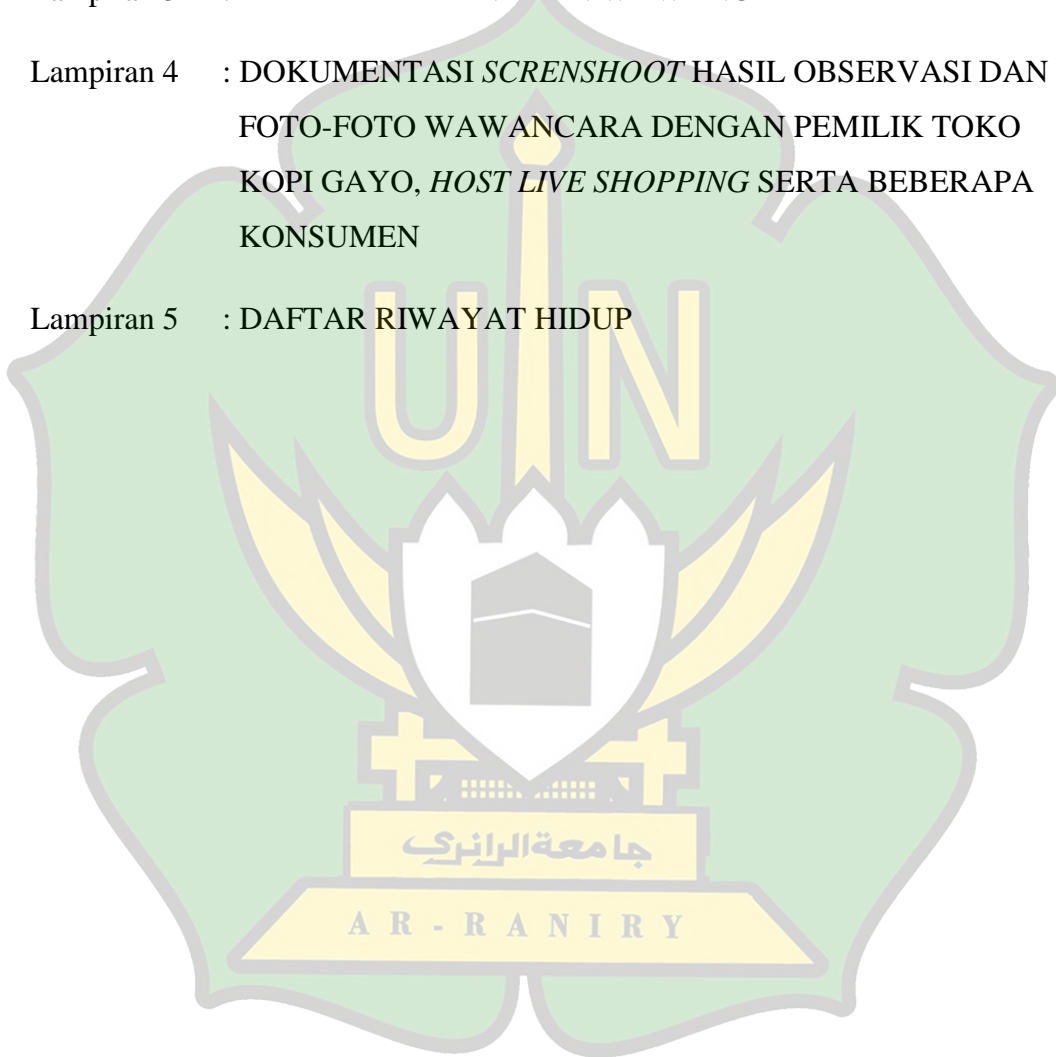 Lampiran 4 : DOKUMENTASI SCRENSHOOT HASIL OBSERVASI DAN
FOTO-FOTO WAWANCARA DENGAN PEMILIK TOKO
KOPI GAYO, HOST LIVE SHOPPING SERTA BEBERAPA
KONSUMEN
Lampiran 5 : DAFTAR RIWAYAT HIDUP
UIN
جامعة الرانري
AR-RANIRY